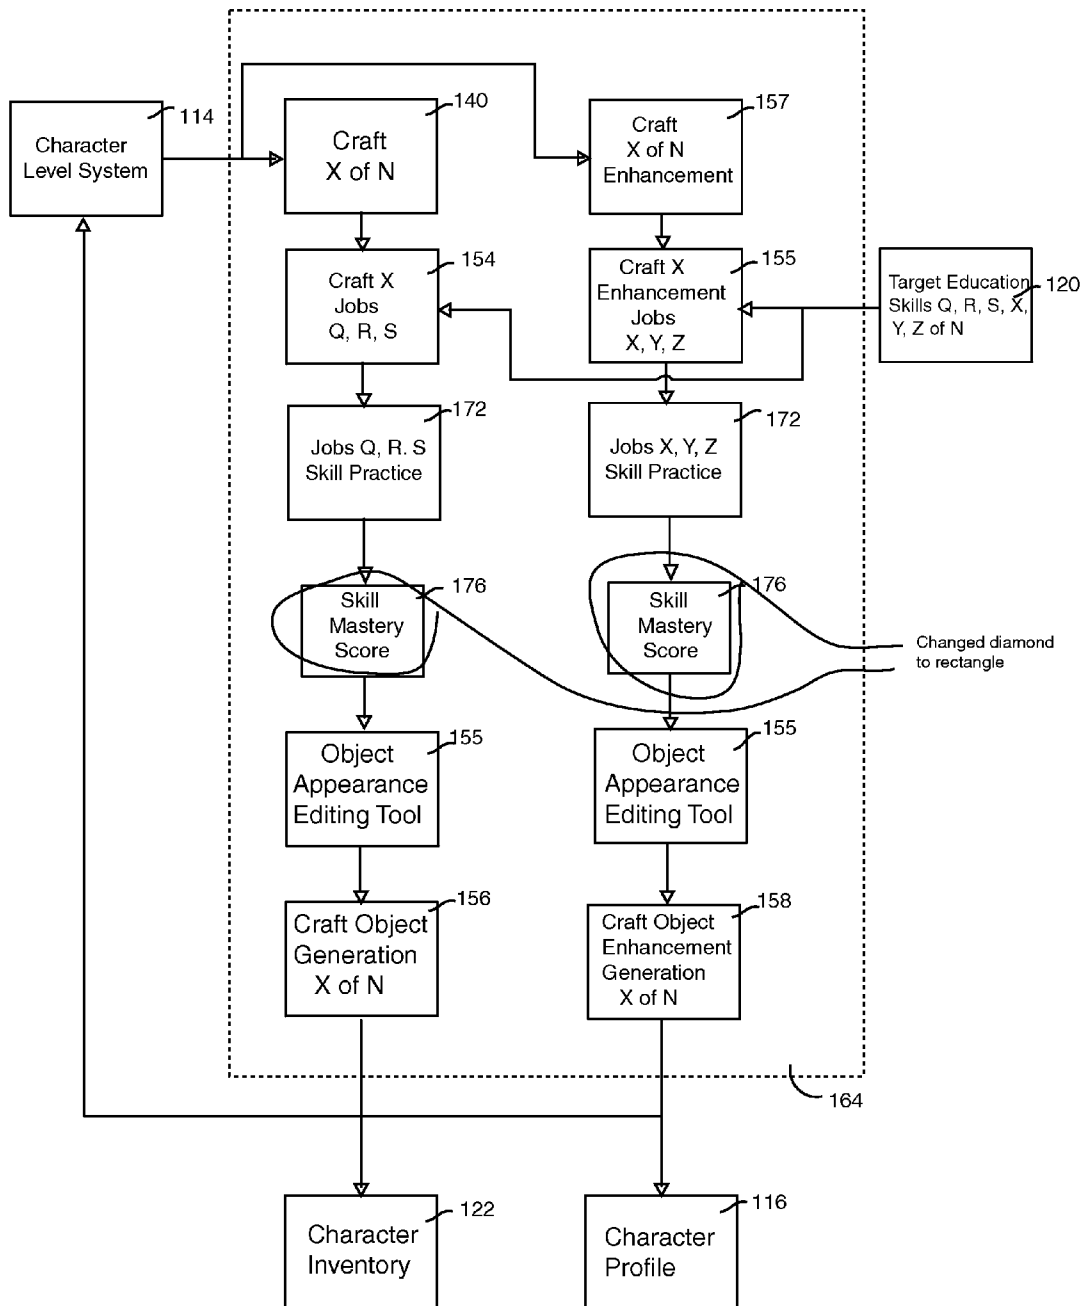 114
Character
Level System
140
Craft
X of N
157
Craft
X of N
Enhancement
154
Craft X
Jobs
Q, R, S
155
Craft X
Enhancement
Jobs
X, Y, Z
120
Target Education
Skills Q, R, S, X,
Y, Z of N
172
Jobs Q, R. S
Skill Practice
172
Jobs X, Y, Z
Skill Practice
176
Skill
Mastery
Score
176
Skill
Mastery
Score
Changed diamond
to rectangle
155
Object
Appearance
Editing Tool
155
Object
Appearance
Editing Tool
156
Craft Object
Generation
X of N
158
Craft Object
Enhancement
Generation
X of N
164
122
Character
Inventory
116
Character
Profile